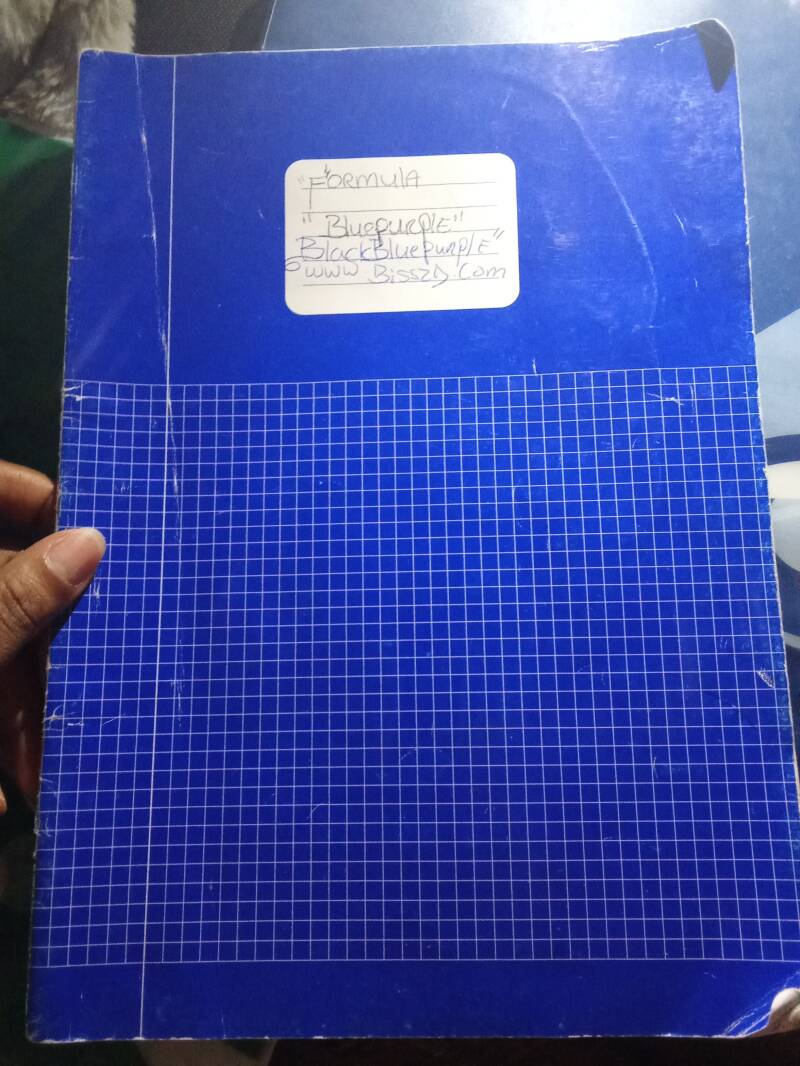 "FORMULA
"Bluepurple"
BlackBluepurple"
www BisszD.com